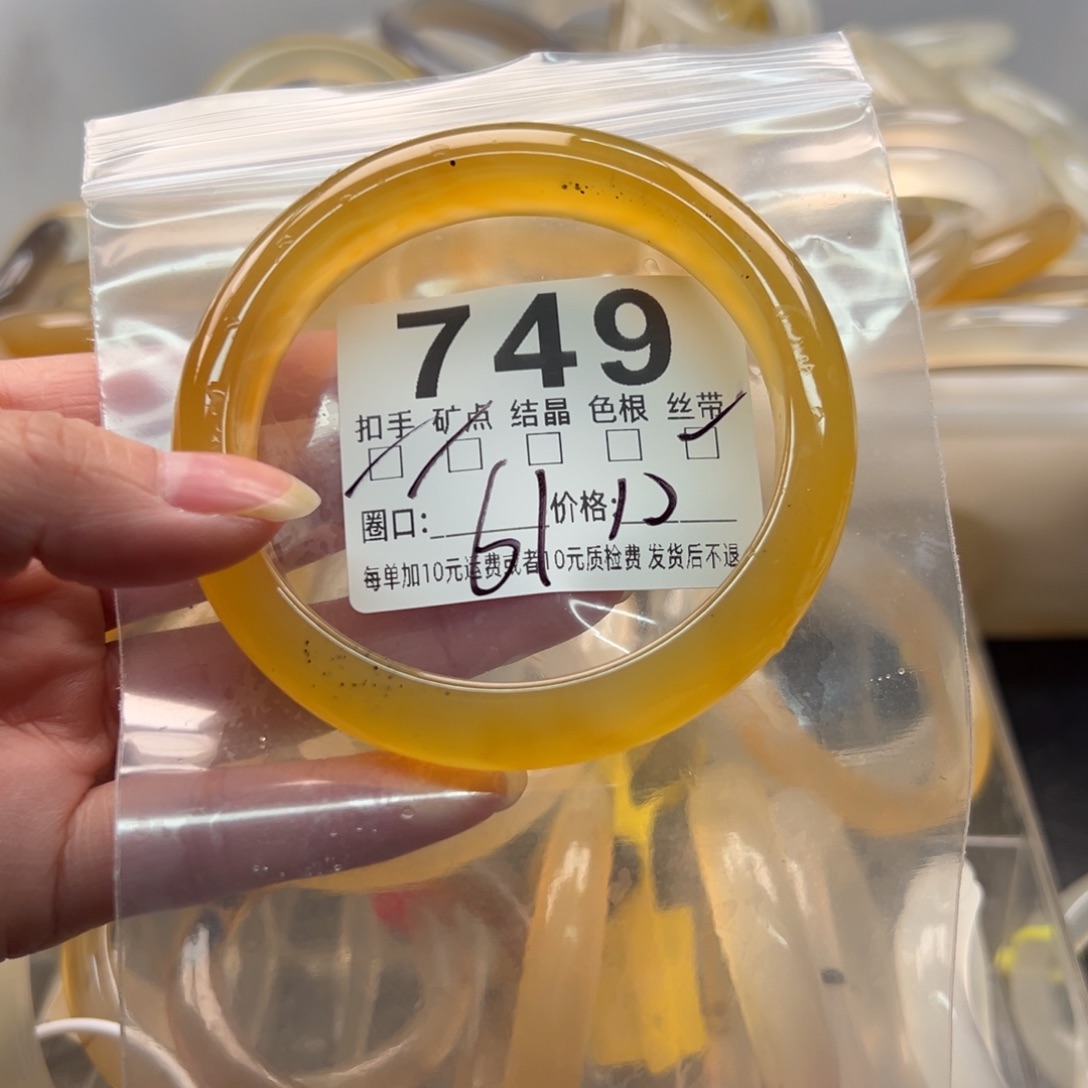 749
扣手 矿点 结晶 色根 丝带
圈口: 61 价格: 12
每单加10元运费或者10元质检费 发货后不退